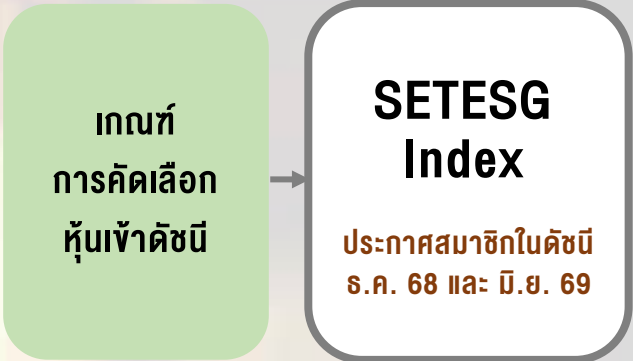 เกณฑ์
การคัดเลือก
หุ้นเข้าดัชนี
SETESG
Index
ประกาศสมาชิกในดัชนี
ธ.ค. 68 และ มิ.ย. 69